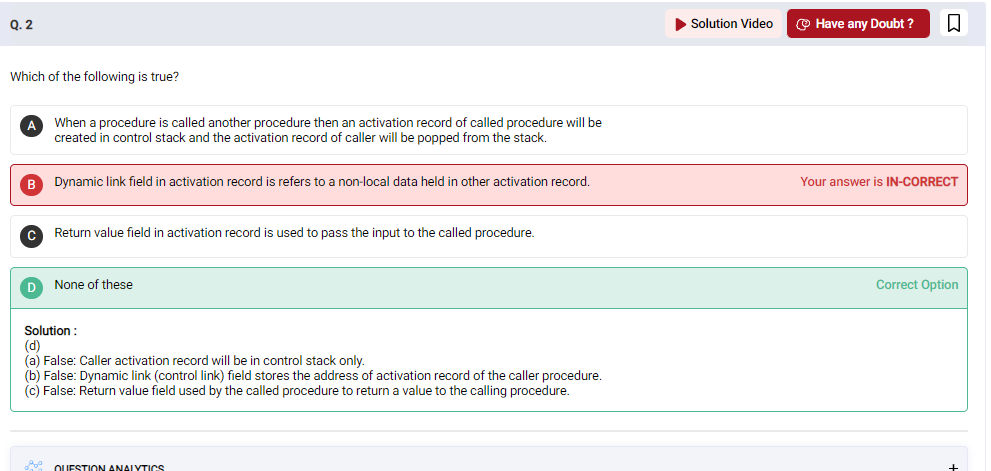 Q. 2
Solution Video
Have any Doubt ?
Which of the following is true?
A
When a procedure is called another procedure then an activation record of called procedure will be
created in control stack and the activation record of caller will be popped from the stack.
B
Dynamic link field in activation record is refers to a non-local data held in other activation record.
Your answer is IN-CORRECT
C
Return value field in activation record is used to pass the input to the called procedure.
D
None of these
Correct Option
Solution :
(d)
(a) False: Caller activation record will be in control stack only.
(b) False: Dynamic link (control link) field stores the address of activation record of the caller procedure.
(c) False: Return value field used by the called procedure to return a value to the calling procedure.
QUESTION ANALYTICS
+